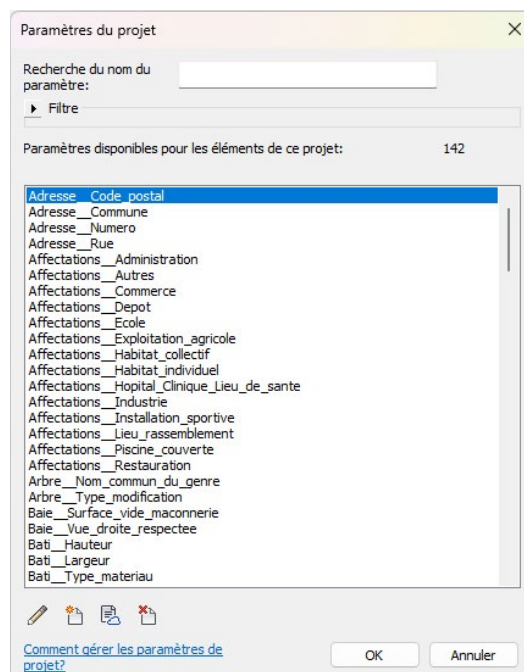 Paramètres du projet
Recherche du nom du
paramètre:
Filtre
Paramètres disponibles pour les éléments de ce projet: 142
Adresse__Code_postal
Adresse__Commune
Adresse__Numero
Adresse__Rue
Affectations__Administration
Affectations__Autres
Affectations__Commerce
Affectations__Depot
Affectations__Ecole
Affectations__Exploitation_agricole
Affectations__Habitat_collectif
Affectations__Habitat_individuel
Affectations__Hopital_Clinique_Lieu_de_sante
Affectations__Industrie
Affectations__Installation_sportive
Affectations__Lieu_rassemblement
Affectations__Piscine_couverte
Affectations__Restauration
Arbre__Nom_commun_du_genre
Arbre__Type_modification
Baie__Surface_vide_maconnerie
Baie__Vue_droite_respectee
Bati__Hauteur
Bati__Largeur
Bati__Type_materiau
Comment gérer les paramètres de
projet?
OK Annuler